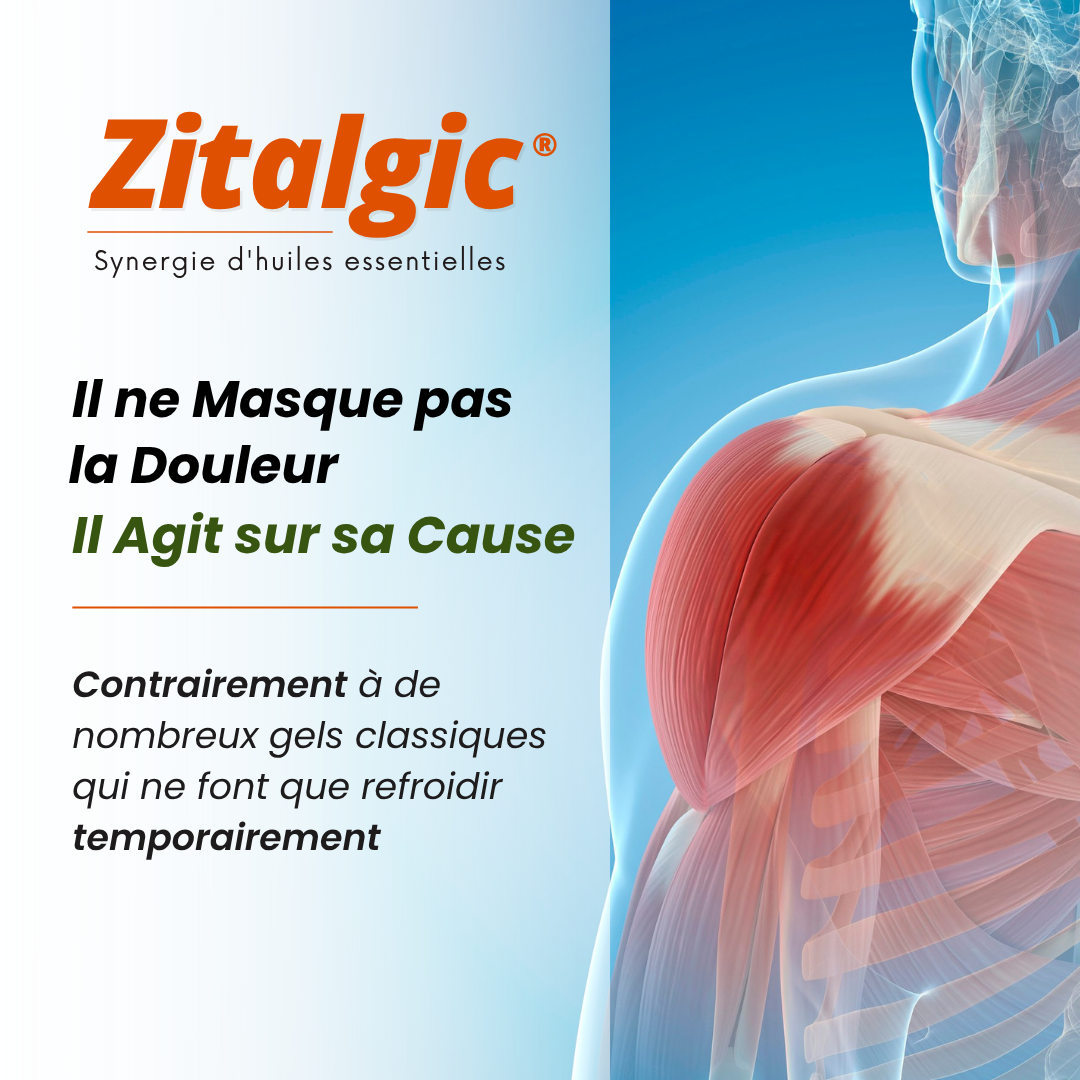 Zitalgic®
Synergie d'huiles essentielles
Il ne Masque pas
la Douleur
Il Agit sur sa Cause
Contrairement à de
nombreux gels classiques
qui ne font que refroidir
temporairement